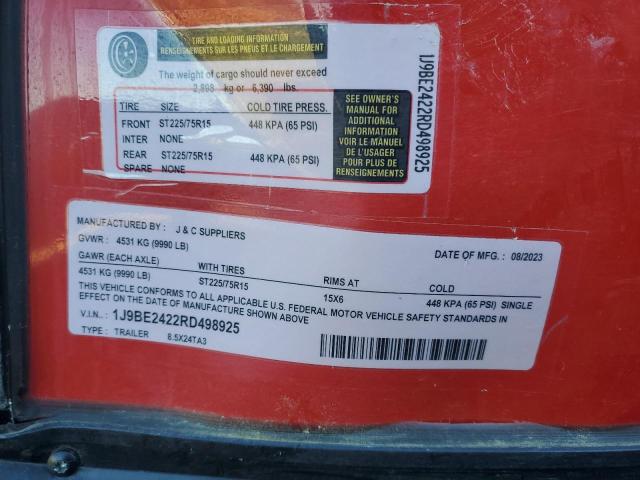 TIRE AND LOADING INFORMATION
RENSEIGNEMENTS SUR LES PNEUS ET LE CHARGEMENT
The weight of cargo should never exceed
2,898 kg or 6,390 lbs.
TIRE SIZE COLD TIRE PRESS.
FRONT ST225/75R15 448 KPA (65 PSI)
INTER NONE
REAR ST225/75R15 448 KPA (65 PSI)
SPARE NONE
SEE OWNER'S
MANUAL FOR
ADDITIONAL
INFORMATION
VOIR LE MANUEL
DE L'USAGER
POUR PLUS DE
RENSEIGNEMENTS
1J9BE2422RD498925
MANUFACTURED BY : J & C SUPPLIERS
GVWR : 4531 KG (9990 LB) DATE OF MFG. : 08/2023
GAWR (EACH AXLE) WITH TIRES RIMS AT COLD
4531 KG (9990 LB) ST225/75R15 15X6 448 KPA (65 PSI) SINGLE
THIS VEHICLE CONFORMS TO ALL APPLICABLE U.S. FEDERAL MOTOR VEHICLE SAFETY STANDARDS IN
EFFECT ON THE DATE OF MANUFACTURE SHOWN ABOVE
V.I.N.. : 1J9BE2422RD498925
TYPE : TRAILER 8.5X24TA3